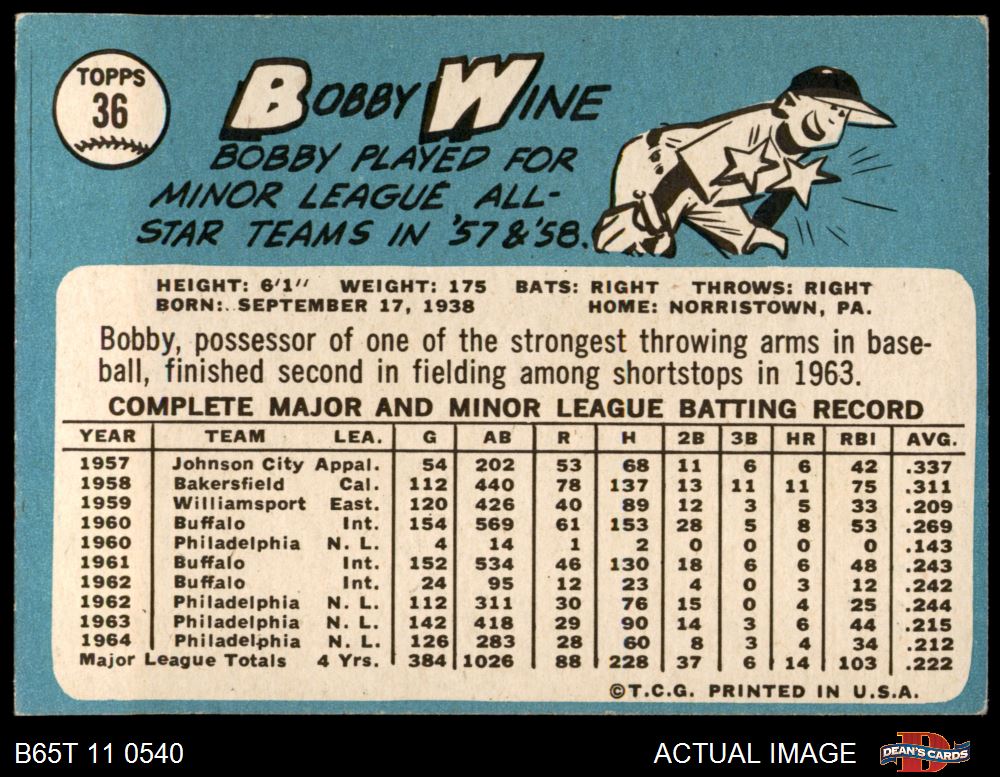 TOPPS
36
BOBBY WINE
BOBBY PLAYED FOR
MINOR LEAGUE ALL-
STAR TEAMS IN '57 & '58.
HEIGHT: 6'1" WEIGHT: 175 BATS: RIGHT THROWS: RIGHT
BORN: SEPTEMBER 17, 1938 HOME: NORRISTOWN, PA.
Bobby, possessor of one of the strongest throwing arms in base-
ball, finished second in fielding among shortstops in 1963.
COMPLETE MAJOR AND MINOR LEAGUE BATTING RECORD
YEAR TEAM LEA. G AB R H 2B 3B HR RBI AVG.
1957 Johnson City Appal. 54 202 53 68 11 6 6 42 .337
1958 Bakersfield Cal. 112 440 78 137 13 11 11 75 .311
1959 Williamsport East. 120 426 40 89 12 3 5 33 .209
1960 Buffalo Int. 154 569 61 153 28 5 8 53 .269
1960 Philadelphia N. L. 4 14 1 2 0 0 0 0 .143
1961 Buffalo Int. 152 534 46 130 18 6 6 48 .243
1962 Buffalo Int. 24 95 12 23 4 0 3 12 .242
1962 Philadelphia N. L. 112 311 30 76 15 0 4 25 .244
1963 Philadelphia N. L. 142 418 29 90 14 3 6 44 .215
1964 Philadelphia N. L. 126 283 28 60 8 3 4 34 .212
Major League Totals 4 Yrs. 384 1026 88 228 37 6 14 103 .222
©T.C.G. PRINTED IN U.S.A.
B65T 11 0540 ACTUAL IMAGE DEAN'S CARDS